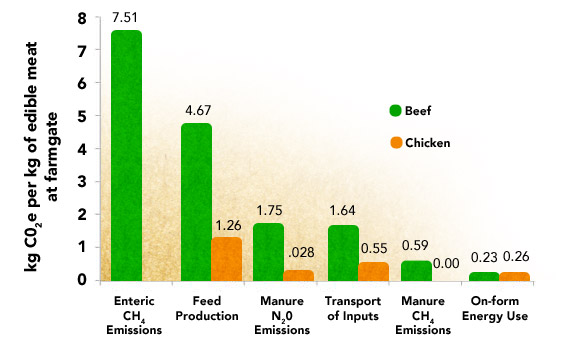 kg CO2e per kg of edible meat
at farmgate
8
7
6
5
4
3
2
1
0
7.51
4.67
1.26
1.75
.028
1.64
0.55
0.59
0.00
0.23 0.26
Beef
Chicken
Enteric
CH4
Emissions
Feed
Production
Manure
N20
Emissions
Transport
of Inputs
Manure
CH4
Emissions
On-form
Energy Use